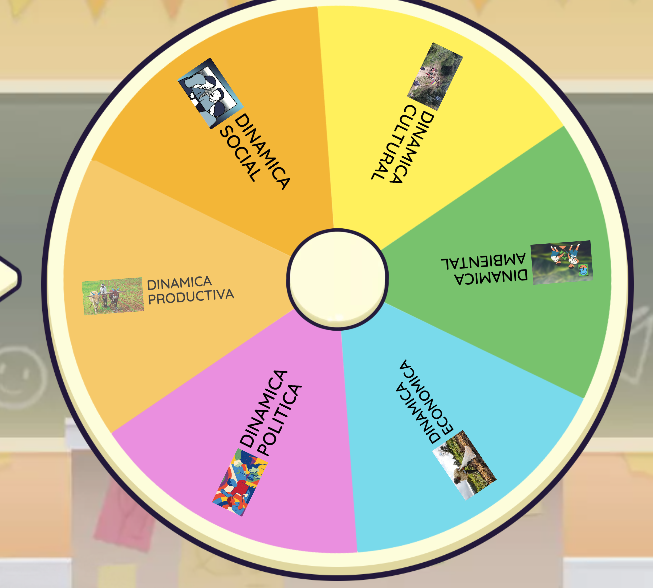 DINAMICA
SOCIAL
DINAMICA
CULTURAL
DINAMICA
AMBIENTAL
DINAMICA
ECONOMICA
DINAMICA
POLITICA
DINAMICA
PRODUCTIVA